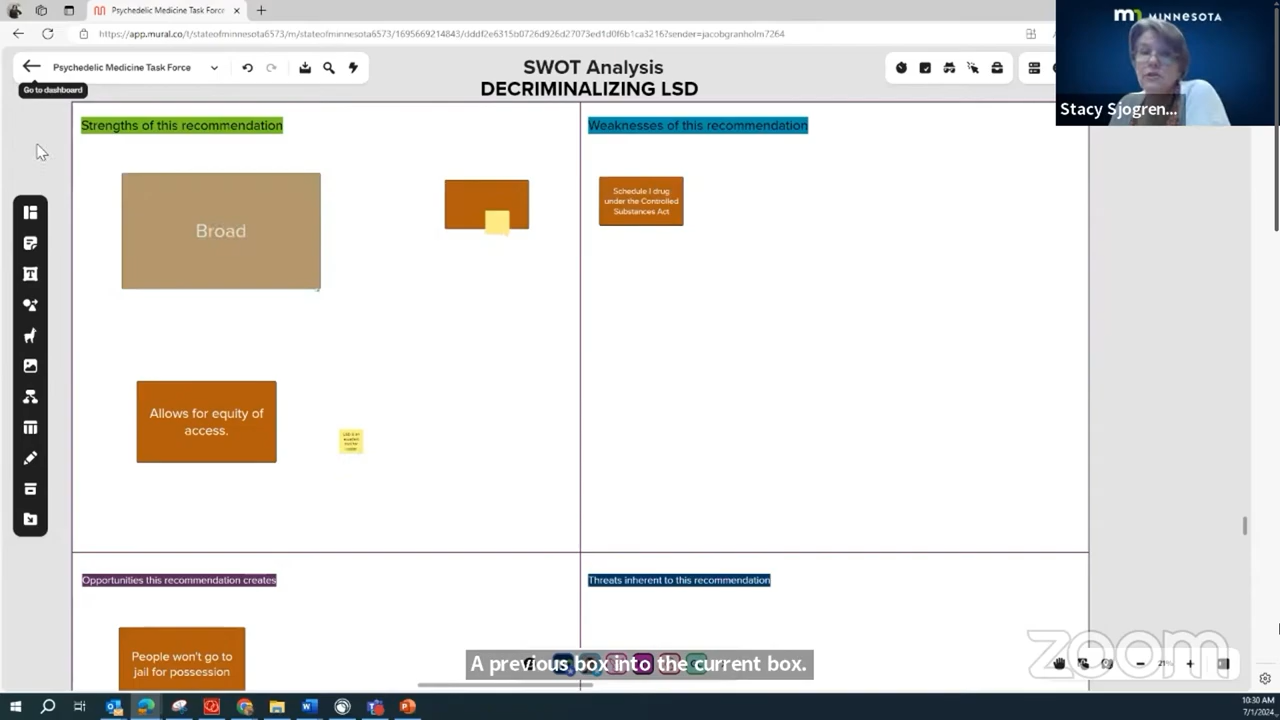 Psychedelic Medicine Task Force
https://app.mural.co/t/stateofminnesota6573/m/stateofminnesota6573/1695669214843/dddf2e6315b0726d926d27073ed1d0f6b1ca3216?sender=jacobgranholm7264
Psychedelic Medicine Task Force
Go to dashboard
SWOT Analysis
DECRIMINALIZING LSD
MINNESOTA
Stacy Sjogren...
Strengths of this recommendation
Weaknesses of this recommendation
Broad
Schedule I drug
under the Controlled
Substances Act
Allows for equity of
access.
Opportunities this recommendation creates
Threats inherent to this recommendation
People won't go to
jail for possession
A previous box into the current box.
zoom
21%
10:30 AM
7/1/2024